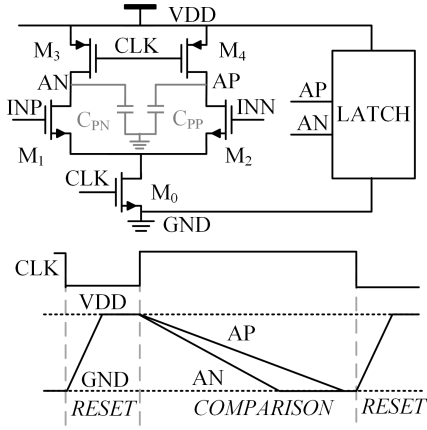 VDD
M3 CLK M4
AN AP
INP CPN CPP INN
M1 M2
CLK M0
GND
AP
AN
LATCH
CLK
VDD
AP
GND AN
RESET COMPARISON RESET